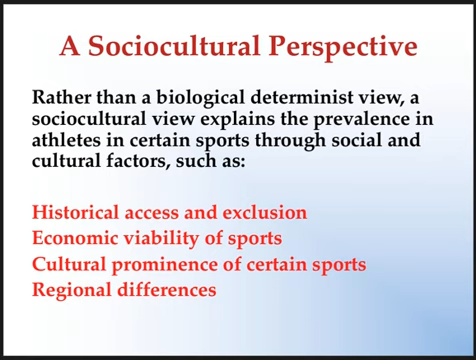 A Sociocultural Perspective
Rather than a biological determinist view, a
sociocultural view explains the prevalence in
athletes in certain sports through social and
cultural factors, such as:
Historical access and exclusion
Economic viability of sports
Cultural prominence of certain sports
Regional differences